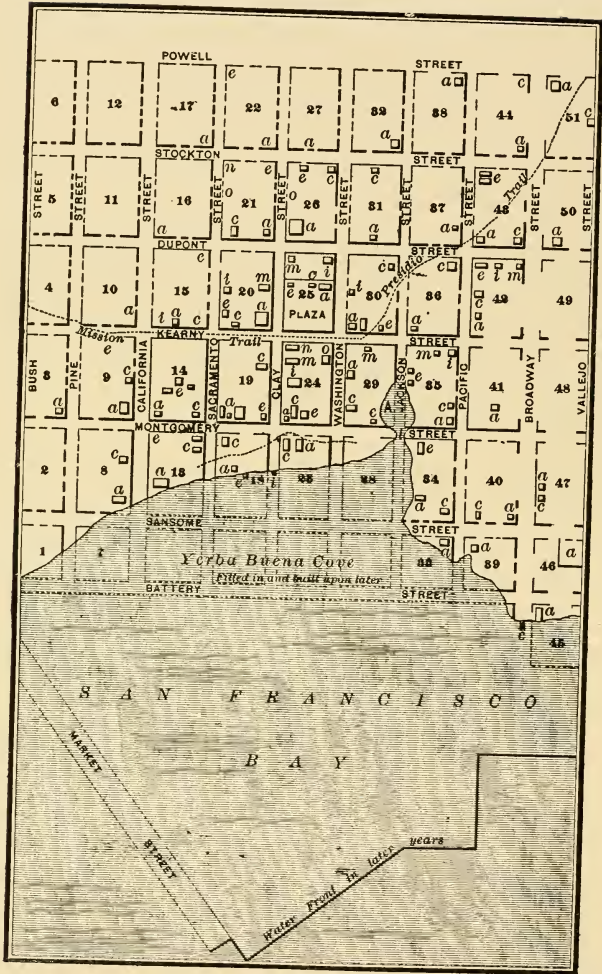 POWELL STREET
6 12 17 22 27 32 38 44 51
e a c a c
a a a a a
STOCKTON STREET
n e e c c e
STREET STREET STREET STREET STREET STREET STREET STREET
5 11 16 21 26 31 37 43 50
o o
a c a a a a c a
Presidio Trail
DUPONT STREET
e m c i c c e i m
4 10 15 20 25 30 36 42 49
i m e a i c
PLAZA
a i a c e c a a e a a
Mission Trail
KEARNY STREET
e c n o m m i
BUSH PINE CALIFORNIA SACRAMENTO CLAY WASHINGTON JACKSON PACIFIC BROADWAY VALLEJO
3 9 14 19 24 29 35 41 48
A
a a e a e c e a c e a
MONTGOMERY STREET
e c c c a
2 8 13 18 23 28 34 40 47
a a a e i a c c a
SANSOME STREET
1 7 33 39 46
a a a
Yerba Buena Cove
Filled in and built upon later
BATTERY STREET
a
c
45
SAN FRANCISCO
BAY
MARKET STREET
Water Front in later years